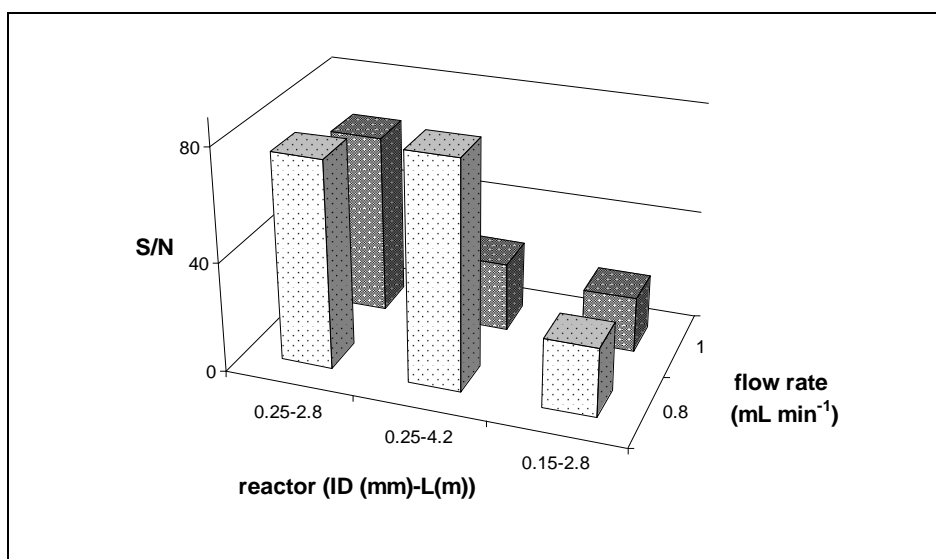 80
S/N
40
0
0.25-2.8
0.25-4.2
0.15-2.8
reactor (ID (mm)-L(m))
1
0.8
flow rate
(mL min⁻¹)